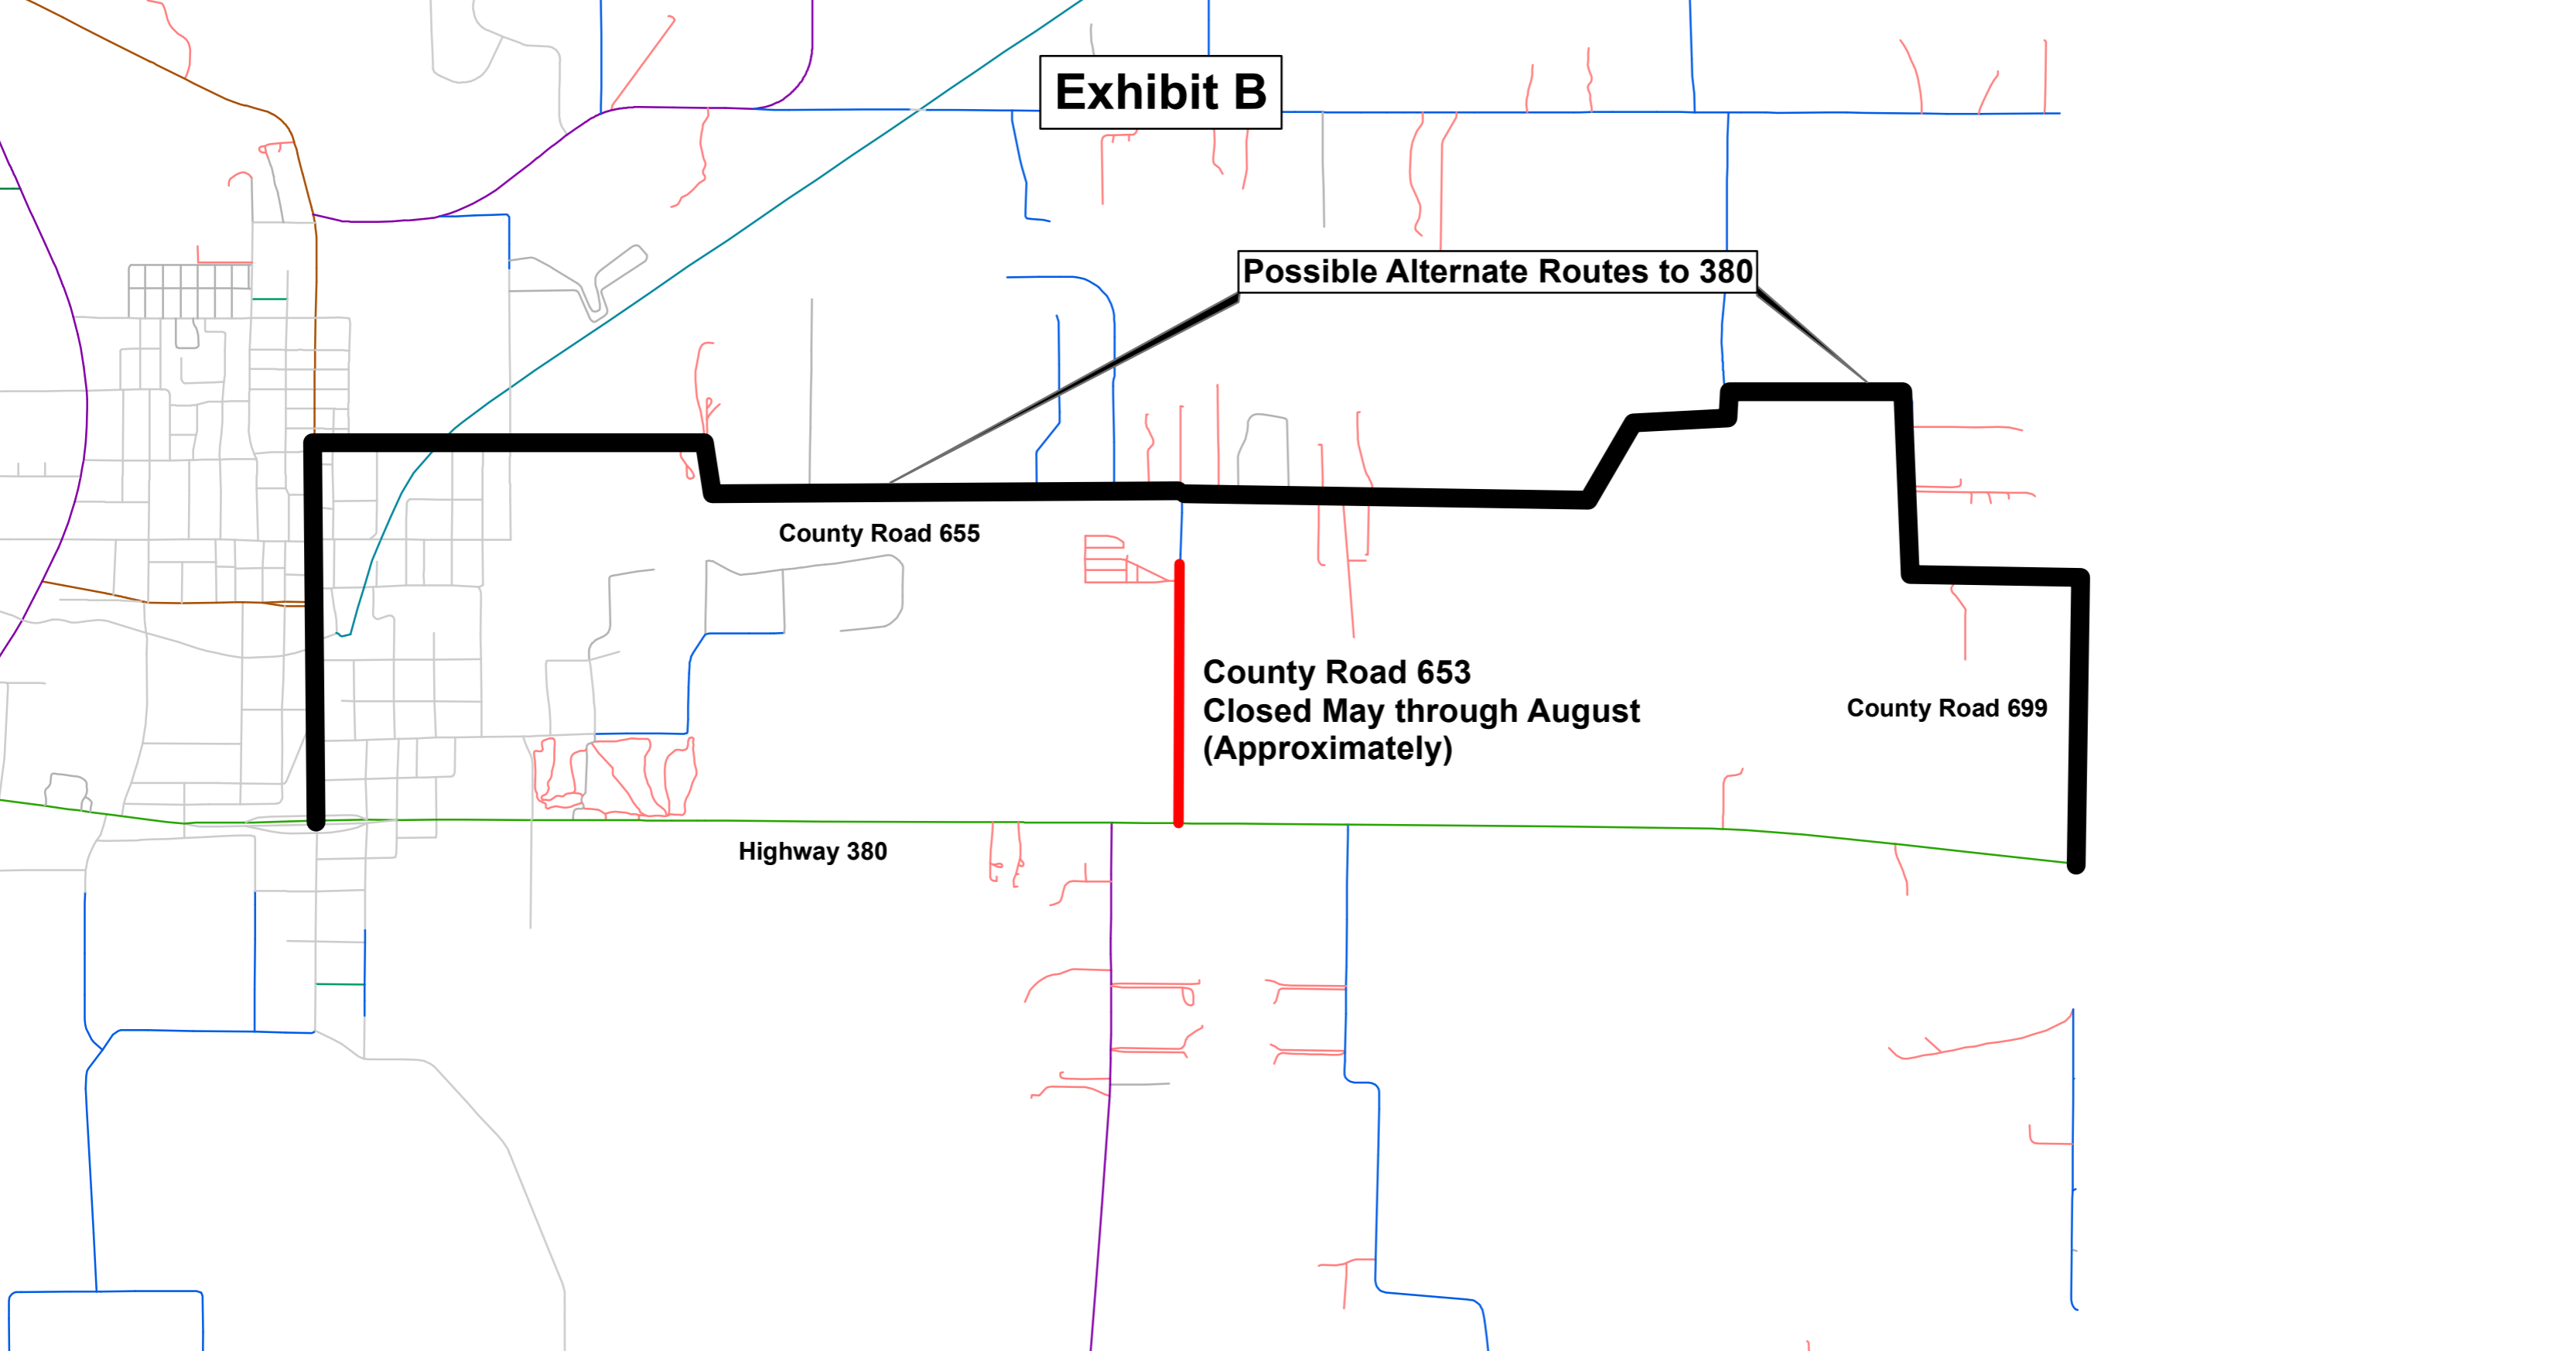 Exhibit B
Possible Alternate Routes to 380
County Road 655
County Road 653
Closed May through August
(Approximately)
County Road 699
Highway 380